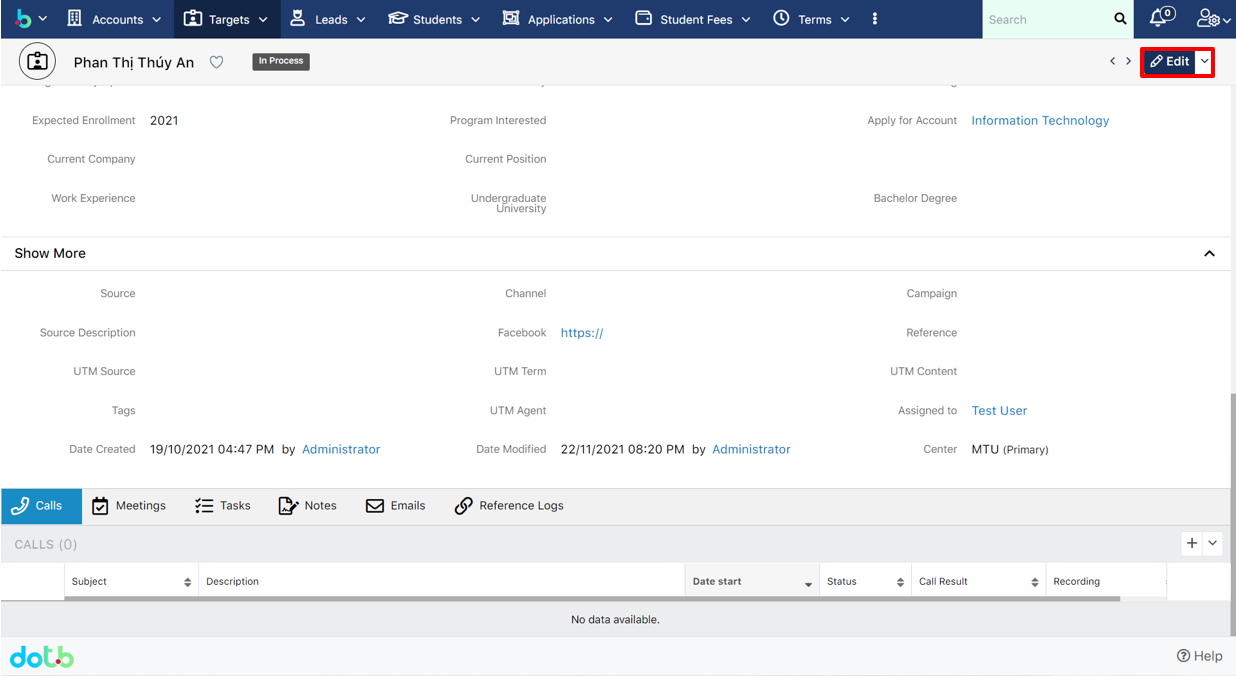 Accounts Targets Leads Students Applications Student Fees Terms Search 0
Phan Thị Thúy An In Process Edit
Expected Enrollment 2021 Program Interested Apply for Account Information Technology
Current Company Current Position
Work Experience Undergraduate University Bachelor Degree
Show More
Source Channel Campaign
Source Description Facebook https:// Reference
UTM Source UTM Term UTM Content
Tags UTM Agent Assigned to Test User
Date Created 19/10/2021 04:47 PM by Administrator Date Modified 22/11/2021 08:20 PM by Administrator Center MTU (Primary)
Calls Meetings Tasks Notes Emails Reference Logs
CALLS (0)
Subject Description Date start Status Call Result Recording
No data available.
dotb Help